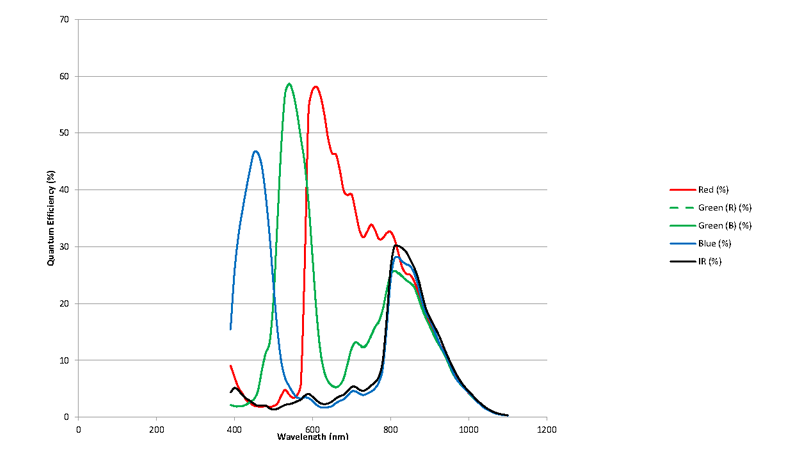 70
60
50
40
30
20
10
0
Quantum Efficiency (%)
0 200 400 600 800 1000 1200
Wavelength (nm)
Red (%)
Green (R) (%)
Green (B) (%)
Blue (%)
IR (%)